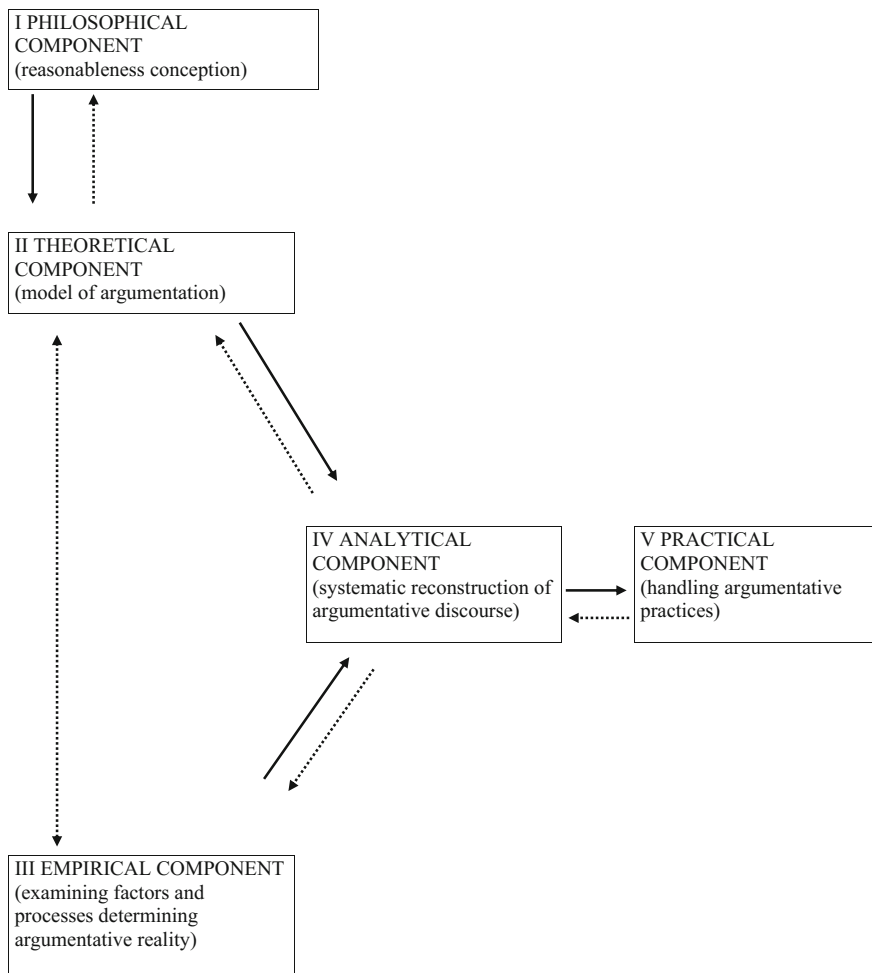 I PHILOSOPHICAL
COMPONENT
(reasonableness conception)
II THEORETICAL
COMPONENT
(model of argumentation)
IV ANALYTICAL
COMPONENT
(systematic reconstruction of
argumentative discourse)
V PRACTICAL
COMPONENT
(handling argumentative
practices)
III EMPIRICAL COMPONENT
(examining factors and
processes determining
argumentative reality)